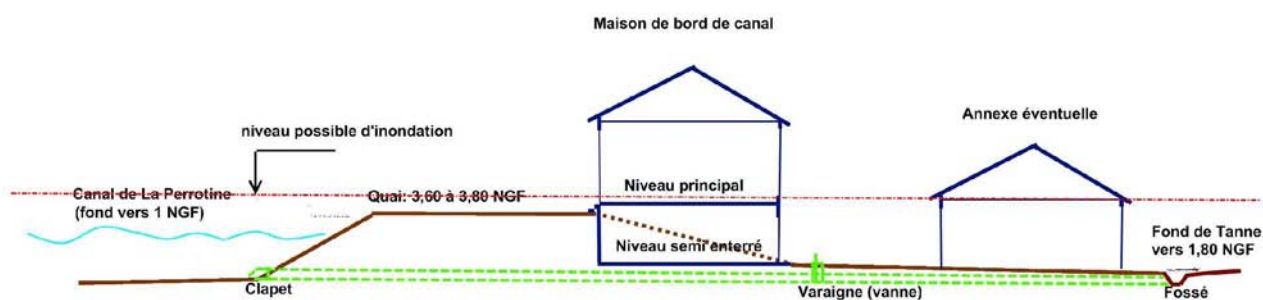 Maison de bord de canal
Annexe éventuelle
niveau possible d'inondation
Canal de La Perrotine
(fond vers 1 NGF)
Quai: 3,60 à 3,80 NGF
Niveau principal
Niveau semi enterré
Fond de Tanne
vers 1,80 NGF
Clapet
Varaigne (vanne)
Fossé